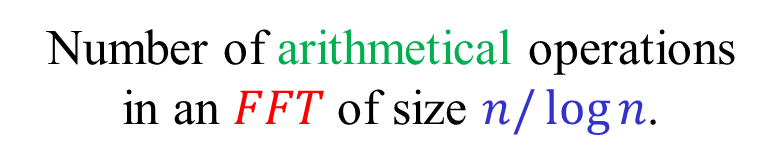 Number of arithmetical operations
in an FFT of size n/ log n.